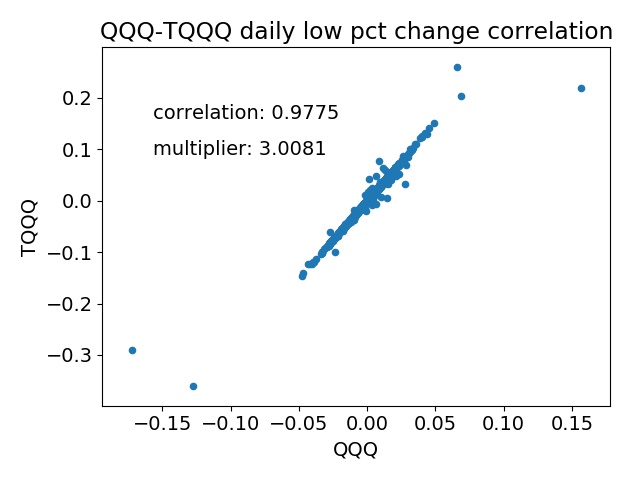 QQQ-TQQQ daily low pct change correlation
correlation: 0.9775
multiplier: 3.0081
TQQQ
0.2
0.1
0.0
−0.1
−0.2
−0.3
−0.15 −0.10 −0.05 0.00 0.05 0.10 0.15
QQQ